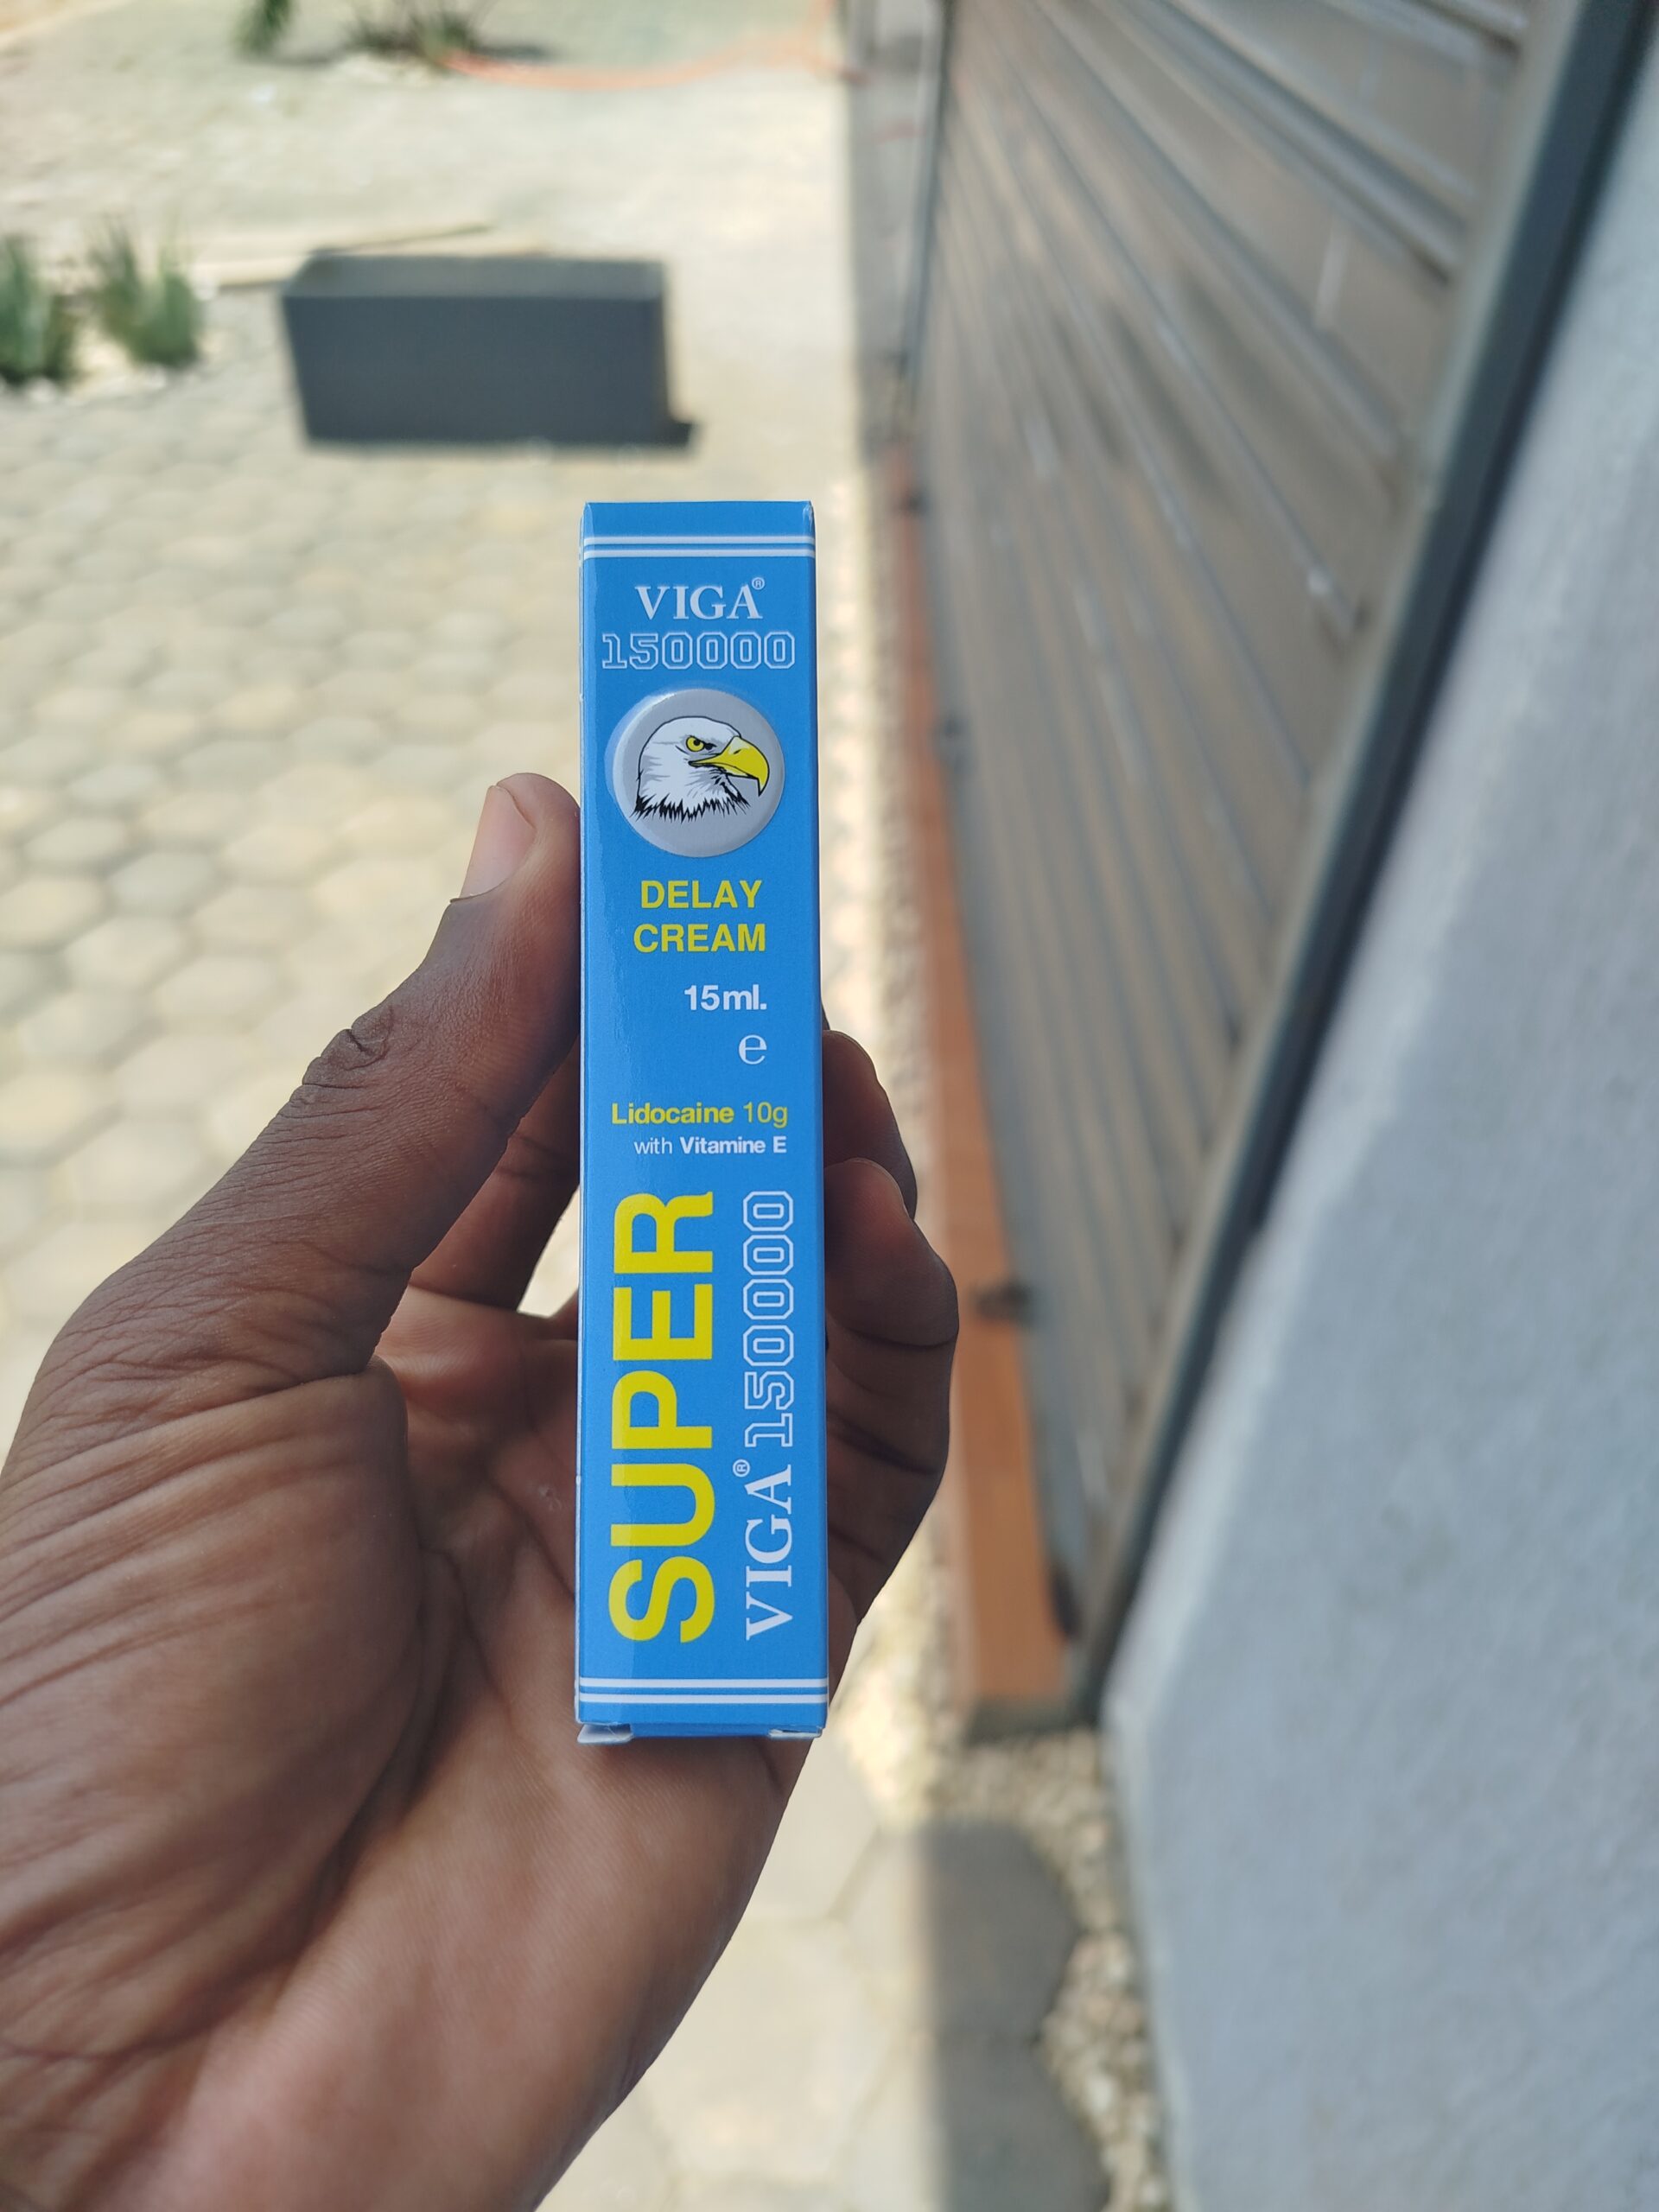 VIGA®
150000
DELAY
CREAM
15ml.
e
Lidocaine 10g
with Vitamine E
SUPER
VIGA® 150000